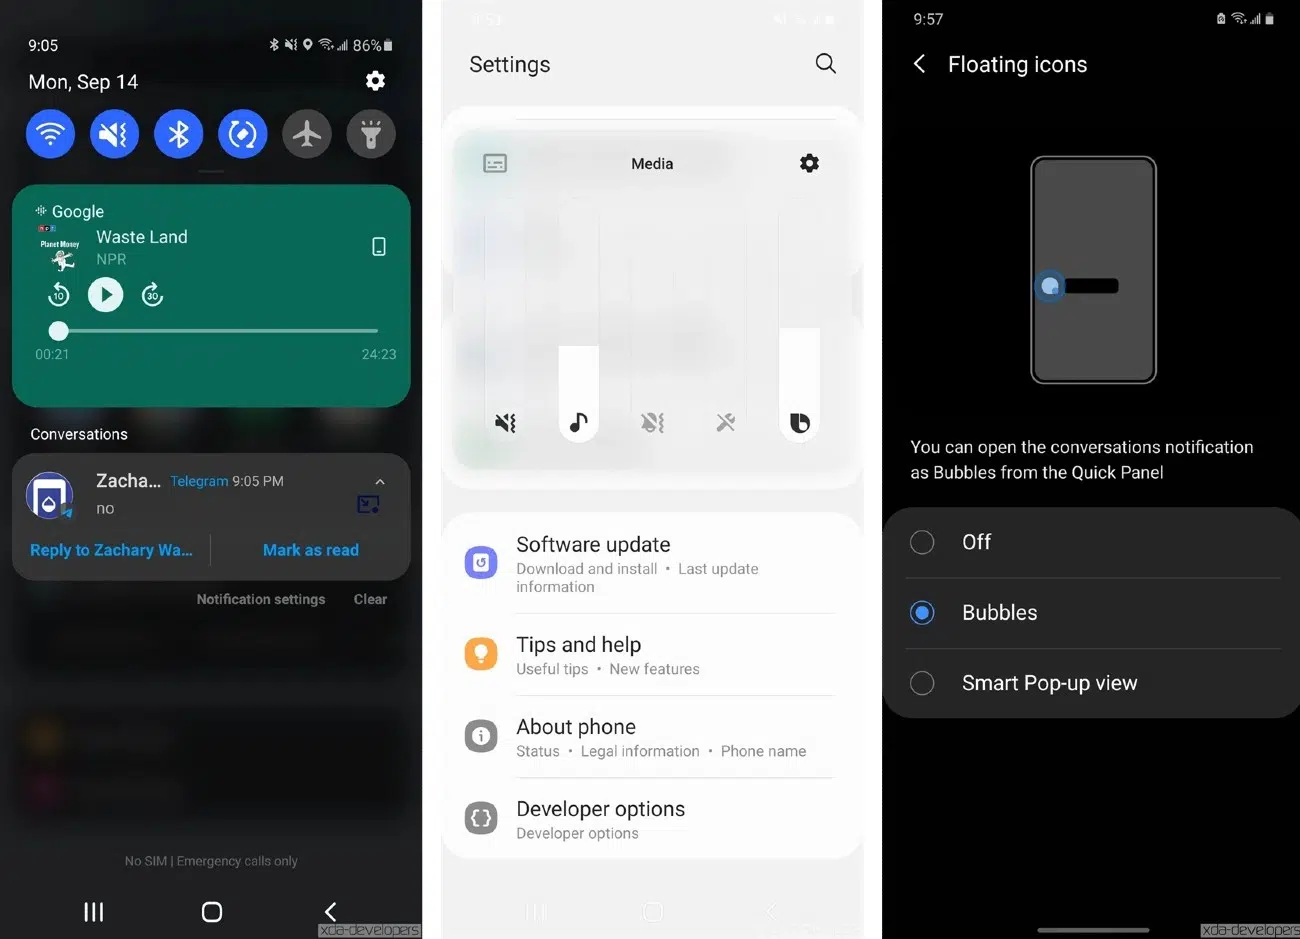 9:05
86%
Mon, Sep 14
Google
Planet Money
Waste Land
NPR
10
30
00:21
24:23
Conversations
Zacha... Telegram 9:05 PM
no
Reply to Zachary Wa...
Mark as read
Notification settings
Clear
No SIM | Emergency calls only
xda-developers
Settings
Media
Software update
Download and install • Last update
information
Tips and help
Useful tips • New features
About phone
Status • Legal information • Phone name
Developer options
Developer options
9:57
Floating icons
You can open the conversations notification
as Bubbles from the Quick Panel
Off
Bubbles
Smart Pop-up view
xda-developers